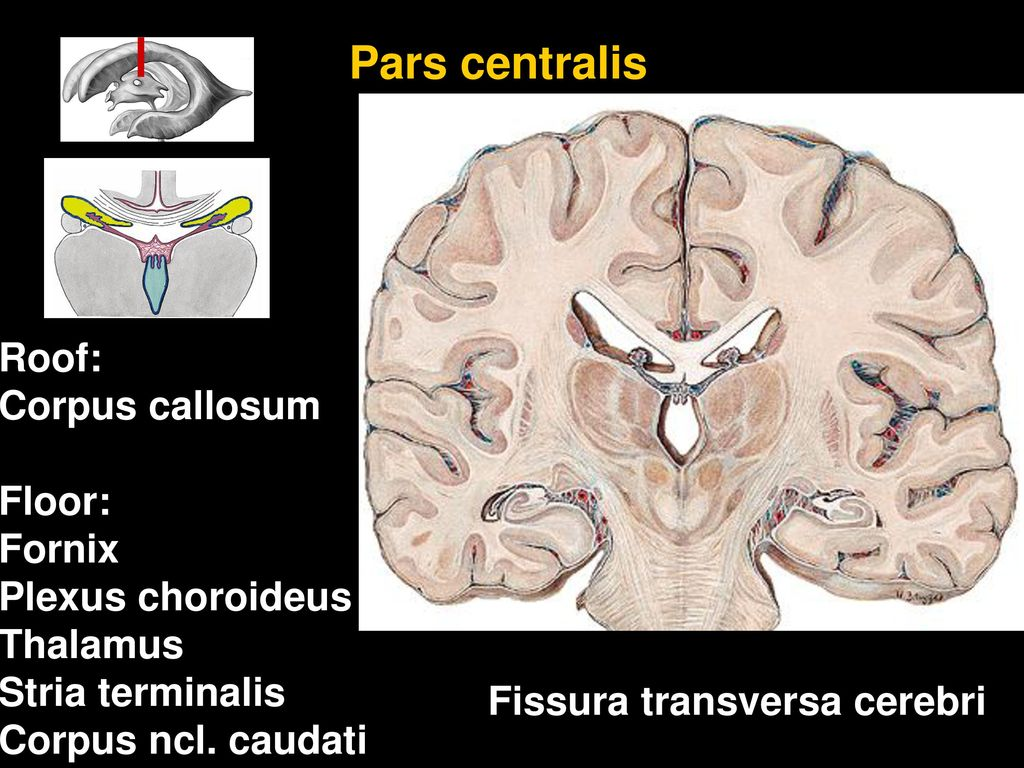 Pars centralis
Roof:
Corpus callosum
Floor:
Fornix
Plexus choroideus
Thalamus
Stria terminalis
Corpus ncl. caudati
Fissura transversa cerebri